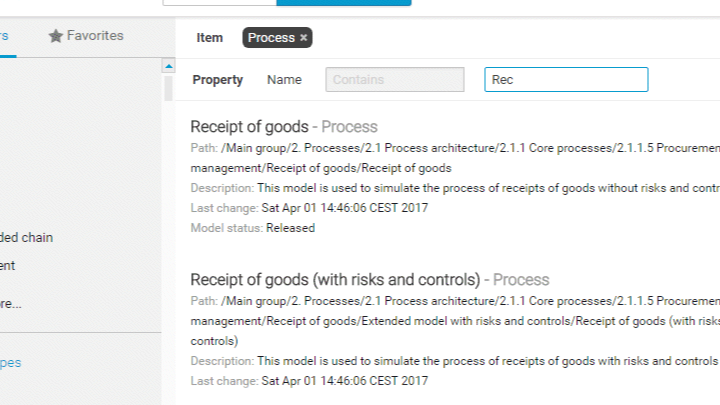 rs
Favorites
Item
Process ×
Property
Name
Contains
Rec
Receipt of goods - Process
Path: /Main group/2. Processes/2.1 Process architecture/2.1.1 Core processes/2.1.1.5 Procuremen
management/Receipt of goods/Receipt of goods
Description: This model is used to simulate the process of receipts of goods without risks and contr
Last change: Sat Apr 01 14:46:06 CEST 2017
Model status: Released
ded chain
ent
re...
pes
Receipt of goods (with risks and controls) - Process
Path: /Main group/2. Processes/2.1 Process architecture/2.1.1 Core processes/2.1.1.5 Procuremen
management/Receipt of goods/Extended model with risks and controls/Receipt of goods (with risks
controls)
Description: This model is used to simulate the process of receipts of goods with risks and controls
Last change: Sat Apr 01 14:46:06 CEST 2017